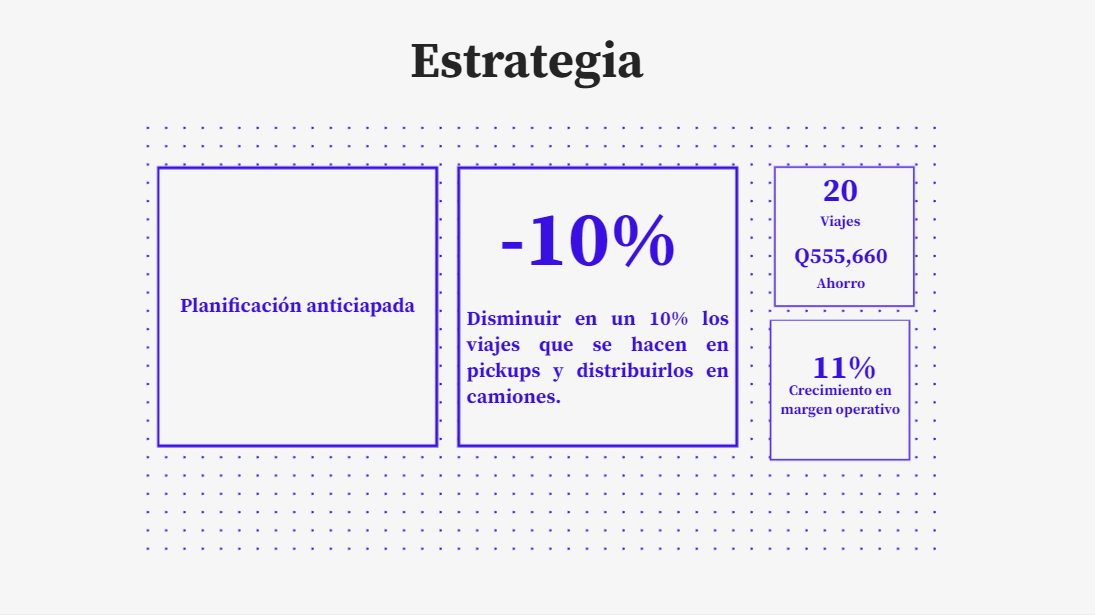 Estrategia
Planificación anticiapada
-10%
Disminuir en un 10% los
viajes que se hacen en
pickups y distribuirlos en
camiones.
20
Viajes
Q555,660
Ahorro
11%
Crecimiento en
margen operativo